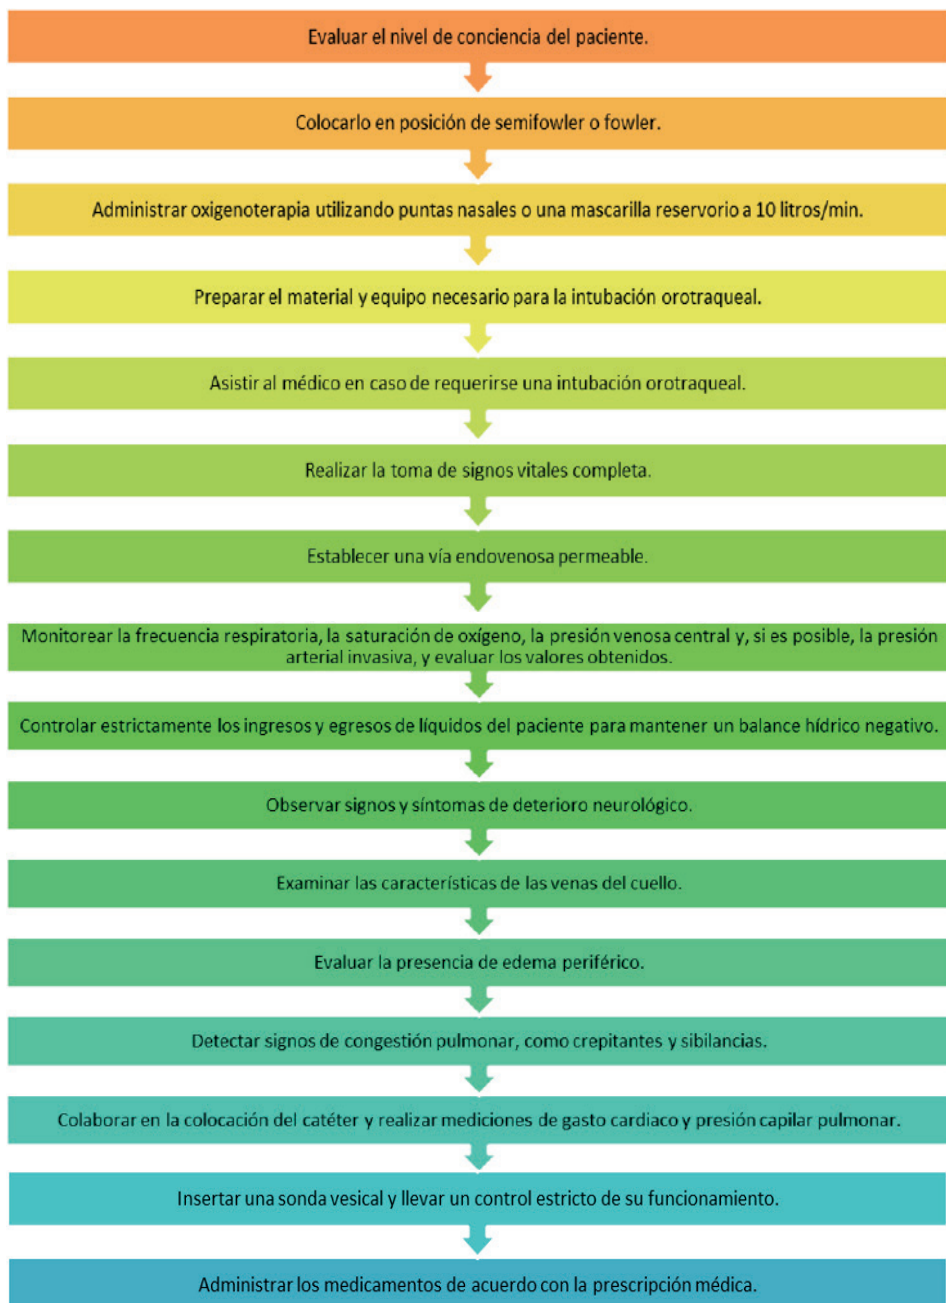 Evaluar el nivel de conciencia del paciente.
Colocarlo en posición de semifowler o fowler.
Administrar oxigenoterapia utilizando puntas nasales o una mascarilla reservorio a 10 litros/min.
Preparar el material y equipo necesario para la intubación orotraqueal.
Asistir al médico en caso de requerirse una intubación orotraqueal.
Realizar la toma de signos vitales completa.
Establecer una vía endovenosa permeable.
Monitorear la frecuencia respiratoria, la saturación de oxígeno, la presión venosa central y, si es posible, la presión
arterial invasiva, y evaluar los valores obtenidos.
Controlar estrictamente los ingresos y egresos de líquidos del paciente para mantener un balance hídrico negativo.
Observar signos y síntomas de deterioro neurológico.
Examinar las características de las venas del cuello.
Evaluar la presencia de edema periférico.
Detectar signos de congestión pulmonar, como crepitantes y sibilancias.
Colaborar en la colocación del catéter y realizar mediciones de gasto cardiaco y presión capilar pulmonar.
Insertar una sonda vesical y llevar un control estricto de su funcionamiento.
Administrar los medicamentos de acuerdo con la prescripción médica.